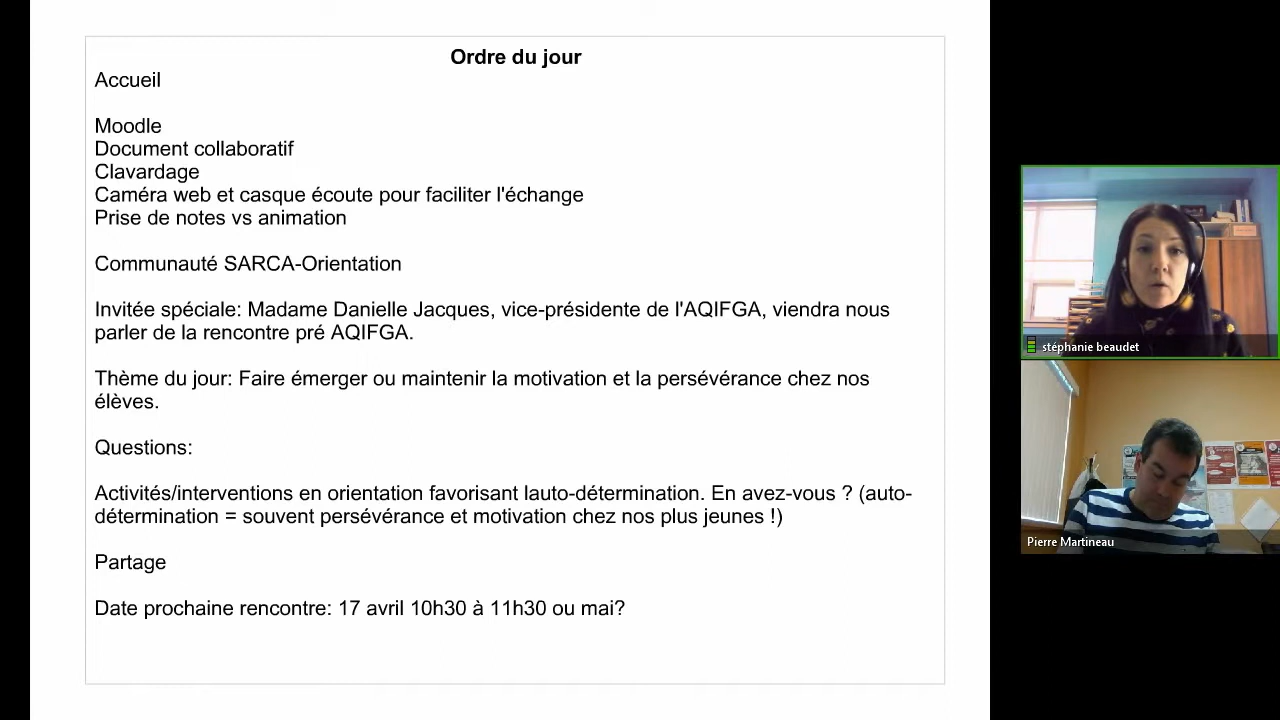 Ordre du jour
Accueil
Moodle
Document collaboratif
Clavardage
Caméra web et casque écoute pour faciliter l'échange
Prise de notes vs animation
Communauté SARCA-Orientation
Invitée spéciale: Madame Danielle Jacques, vice-présidente de l'AQIFGA, viendra nous
parler de la rencontre pré AQIFGA.
Thème du jour: Faire émerger ou maintenir la motivation et la persévérance chez nos
élèves.
Questions:
Activités/interventions en orientation favorisant lauto-détermination. En avez-vous ? (auto-
détermination = souvent persévérance et motivation chez nos plus jeunes !)
Partage
Date prochaine rencontre: 17 avril 10h30 à 11h30 ou mai?
stéphanie beaudet
Pierre Martineau